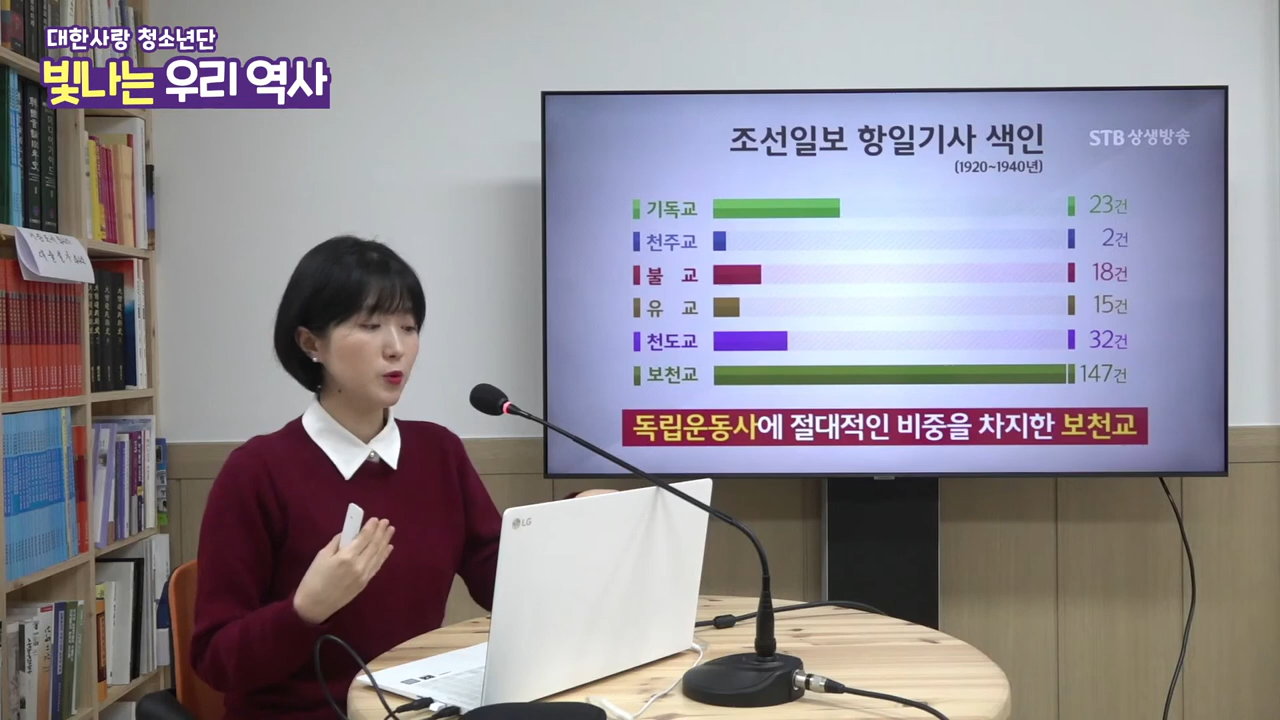 대한사랑 청소년단
빛나는 우리 역사
조선일보 항일기사 색인
(1920~1940년)
STB 상생방송
기독교 23건
천주교 2건
불 교 18건
유 교 15건
천도교 32건
보천교 147건
독립운동사에 절대적인 비중을 차지한 보천교
LG